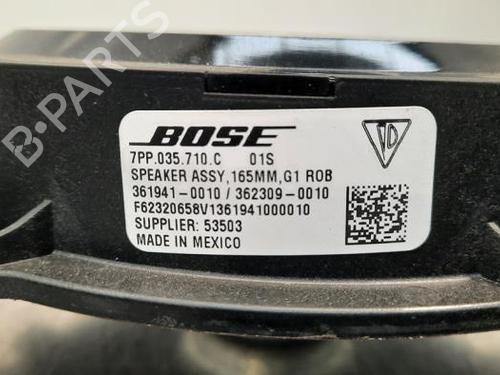 BOSE
7PP.035.710.C 01S
SPEAKER ASSY,165MM,G1 ROB
361941-0010 / 362309-0010
F62320658V1361941000010
SUPPLIER: 53503
MADE IN MEXICO
B-PARTS